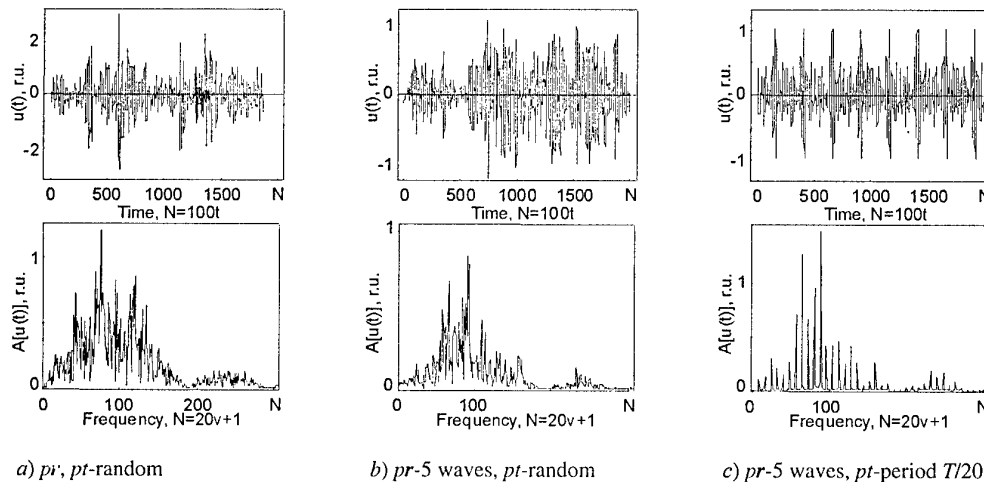 2
0
-2
u(t), r.u.
500 1000 1500 N
Time, N=100t
1
0
-1
u(t), r.u.
0 500 1000 1500 N
Time, N=100t
1
0
-1
u(t), r.u.
0 500 1000 1500 N
Time, N=100t
1
0
A[u(t)], r.u.
0 100 200 N
Frequency, N=20v+1
1
0
A[u(t)], r.u.
0 100 N
Frequency, N=20v+1
1
0
A[u(t)], r.u.
100 N
Frequency, N=20v+1
a) pr, pt-random
b) pr-5 waves, pt-random
c) pr-5 waves, pt-period T/20